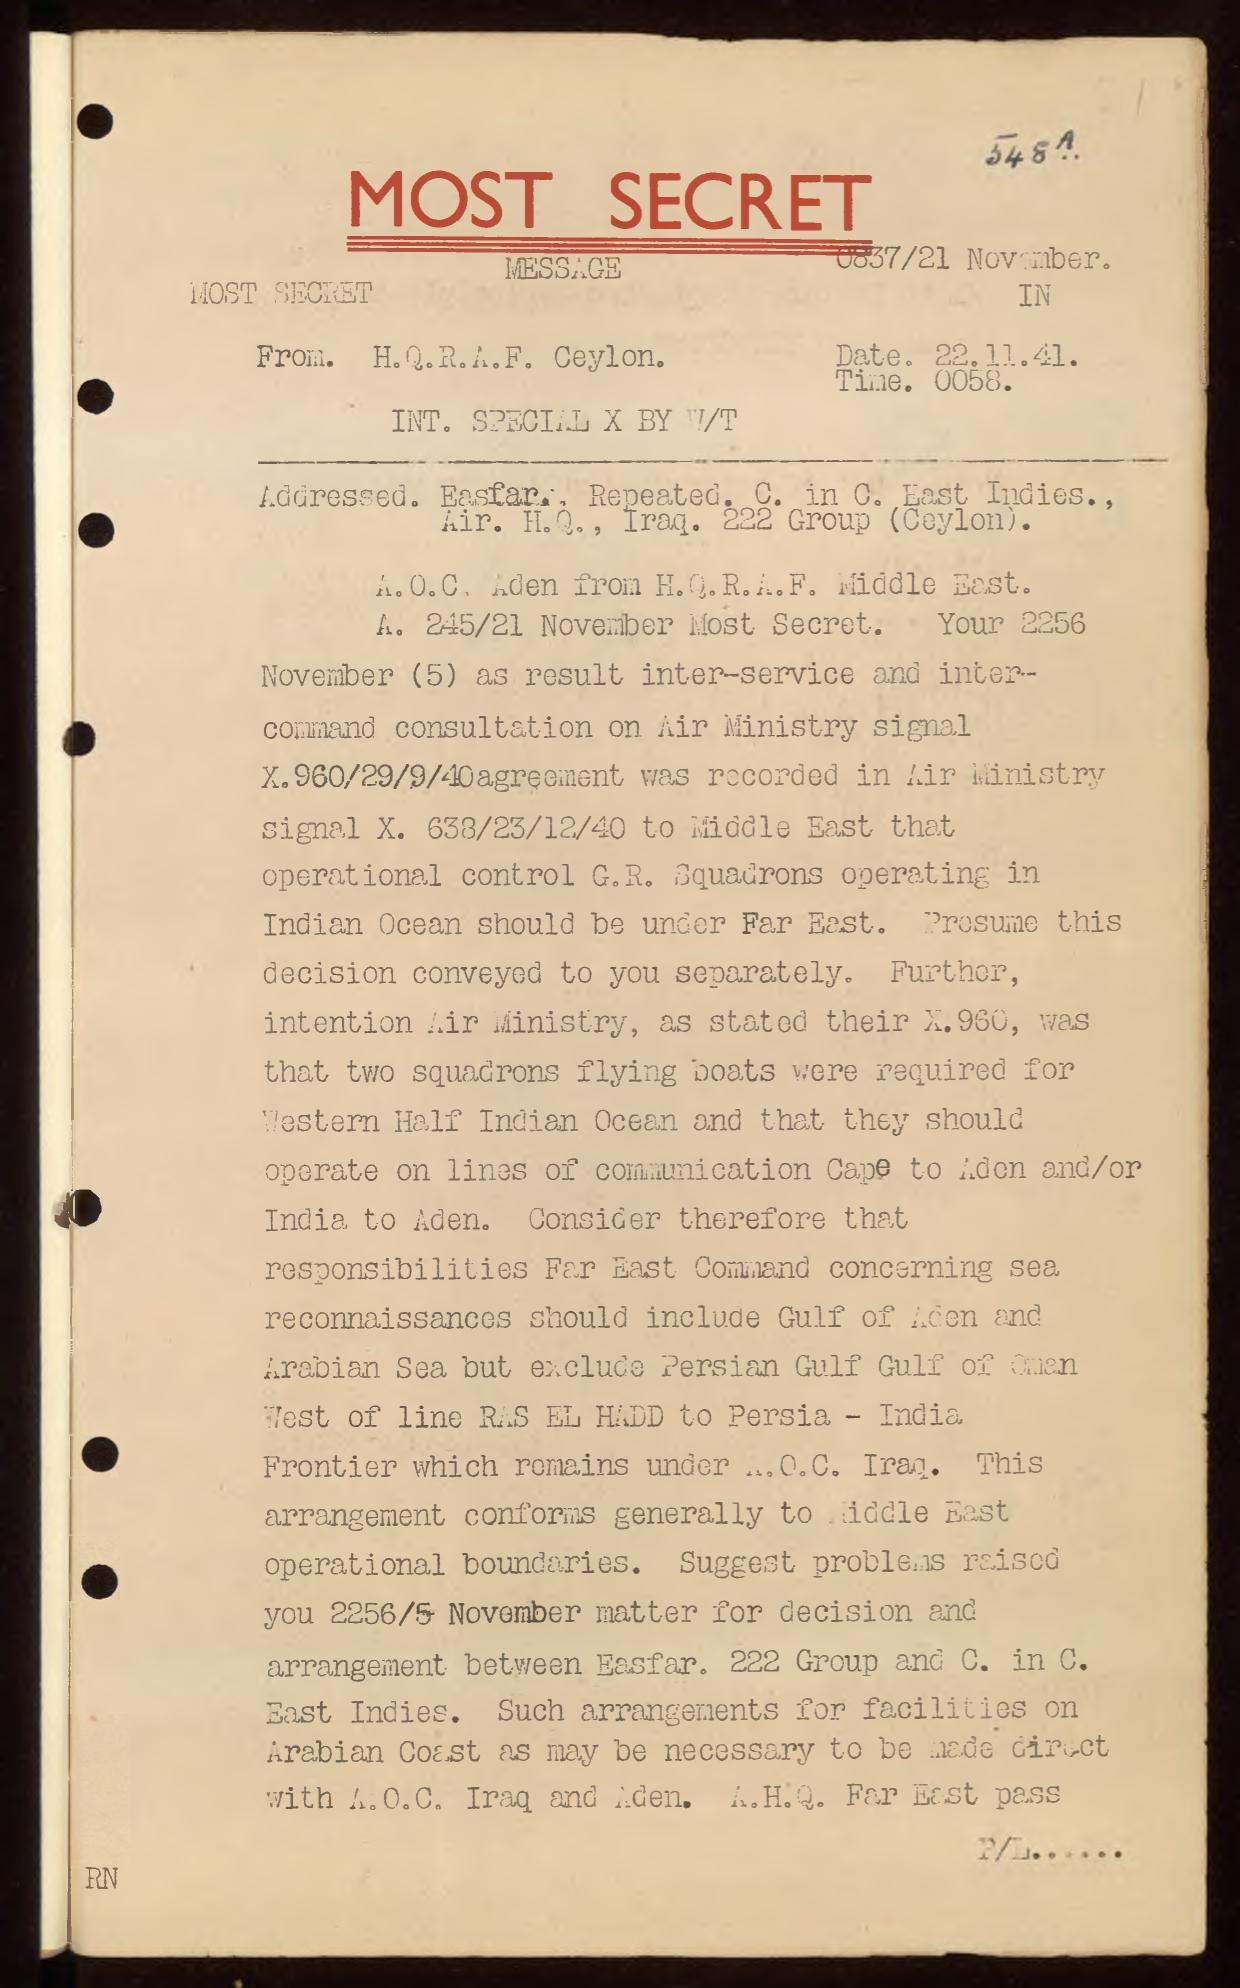 548A
MOST SECRET
0837/21 November.
MESSAGE
MOST SECRET
IN
From. H.Q.R.A.F. Ceylon. Date. 22.11.41.
Time. 0058.
INT. SPECIAL X BY W/T
Addressed. Easfar., Repeated. C. in C. East Indies.,
Air. H.Q., Iraq. 222 Group (Ceylon).
A.O.C. Aden from H.Q.R.A.F. Middle East.
A. 245/21 November Most Secret. Your 2256
November (5) as result inter-service and inter-
command consultation on Air Ministry signal
X.960/29/9/40 agreement was recorded in Air Ministry
signal X. 638/23/12/40 to Middle East that
operational control G.R. Squadrons operating in
Indian Ocean should be under Far East. Presume this
decision conveyed to you separately. Further,
intention Air Ministry, as stated their X.960, was
that two squadrons flying boats were required for
Western Half Indian Ocean and that they should
operate on lines of communication Cape to Aden and/or
India to Aden. Consider therefore that
responsibilities Far East Command concerning sea
reconnaissances should include Gulf of Aden and
Arabian Sea but exclude Persian Gulf Gulf of Oman
West of line RAS EL HADD to Persia - India
Frontier which remains under A.O.C. Iraq. This
arrangement conforms generally to Middle East
operational boundaries. Suggest problems raised
you 2256/5 November matter for decision and
arrangement between Easfar. 222 Group and C. in C.
East Indies. Such arrangements for facilities on
Arabian Coast as may be necessary to be made direct
with A.O.C. Iraq and Aden. A.H.Q. Far East pass
P/L......
RN